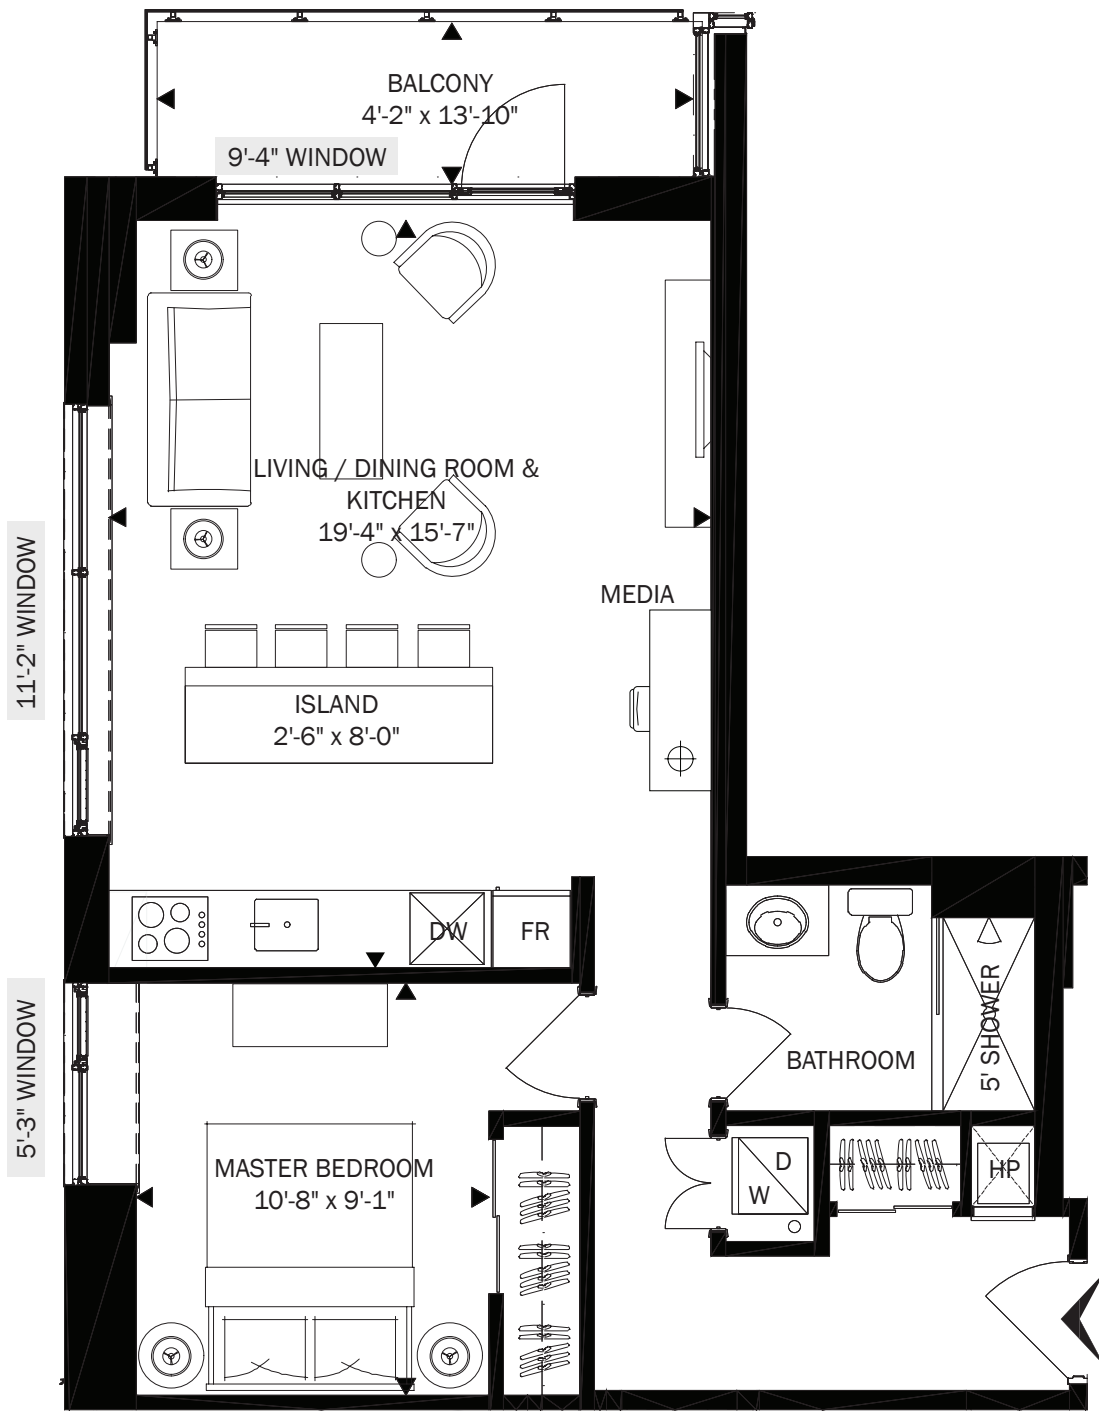 BALCONY
4'-2" x 13'-10"
9'-4" WINDOW
LIVING / DINING ROOM &
KITCHEN
19'-4" x 15'-7"
11'-2" WINDOW
MEDIA
ISLAND
2'-6" x 8'-0"
DW
FR
5'-3" WINDOW
5' SHOWER
BATHROOM
MASTER BEDROOM
10'-8" x 9'-1"
D
W
HP